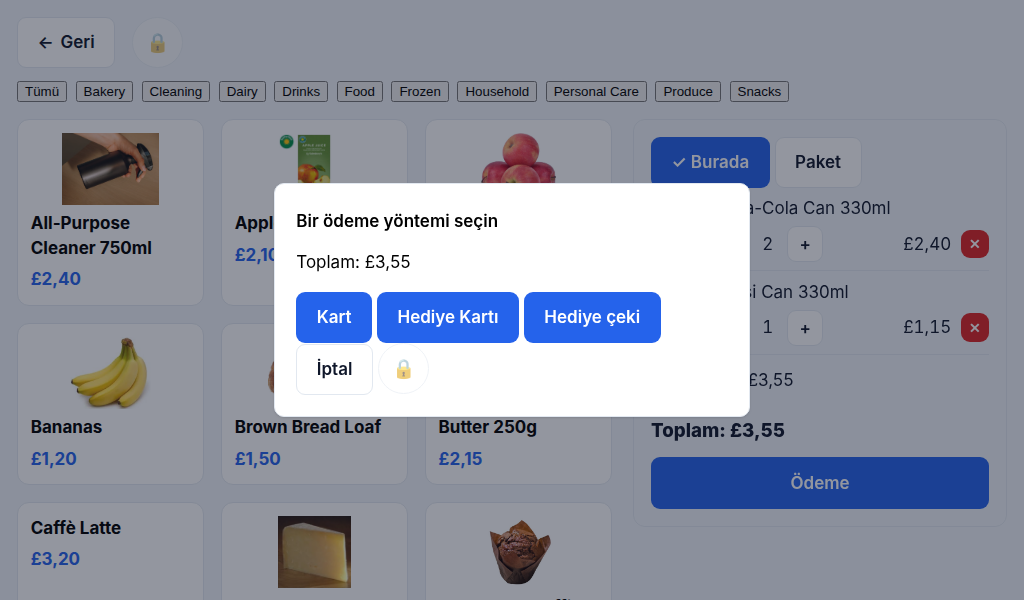 ← Geri
Tümü Bakery Cleaning Dairy Drinks Food Frozen Household Personal Care Produce Snacks
All-Purpose
Cleaner 750ml
£2,40
£2,10
✓ Burada Paket
Can 330ml
2 + £2,40 ×
Can 330ml
1 + £1,15 ×
£3,55
Toplam: £3,55
Ödeme
Bir ödeme yöntemi seçin
Toplam: £3,55
Kart Hediye Kartı Hediye çeki
İptal
Bananas
£1,20
Brown Bread Loaf
£1,50
Butter 250g
£2,15
Caffè Latte
£3,20